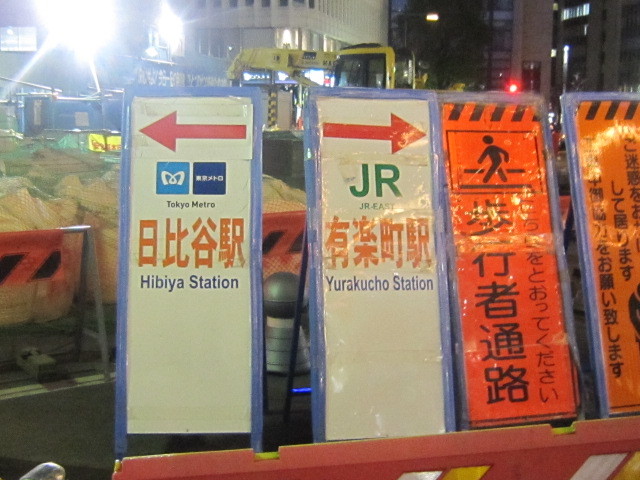 東京メトロ
Tokyo Metro
日比谷駅
Hibiya Station
JR
JR-EAST
有楽町駅
Yurakucho Station
歩行者通路
こちらをとおってください
ご迷惑を
して居ります
お願い致します